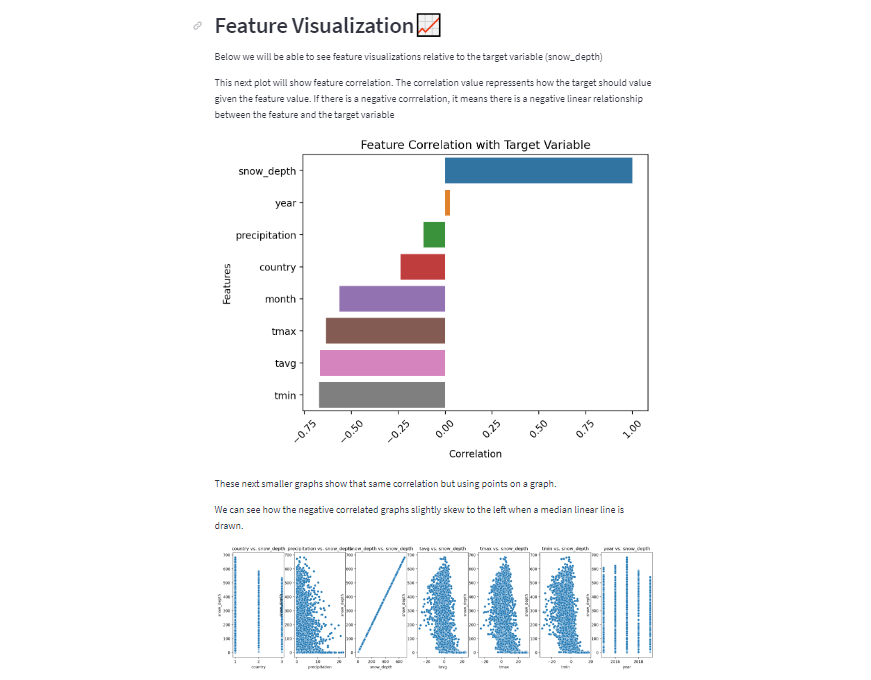 Feature Visualization
Below we will be able to see feature visualizations relative to the target variable (snow_depth)
This next plot will show feature correlation. The correlation value repressents how the target should value
given the feature value. If there is a negative corrrelation, it means there is a negative linear relationship
between the feature and the target variable
Feature Correlation with Target Variable
snow_depth
year
precipitation
country
month
tmax
tavg
tmin
Features
−0.75
−0.50
−0.25
0.00
0.25
0.50
0.75
1.00
Correlation
These next smaller graphs show that same correlation but using points on a graph.
We can see how the negative correlated graphs slightly skew to the left when a median linear line is
drawn.
country vs. snow_depth
precipitation vs. snow_depth
tavg vs. snow_depth
tmax vs. snow_depth
tmin vs. snow_depth
year vs. snow_depth
country
precipitation
snow_depth
tavg
tmax
tmin
year